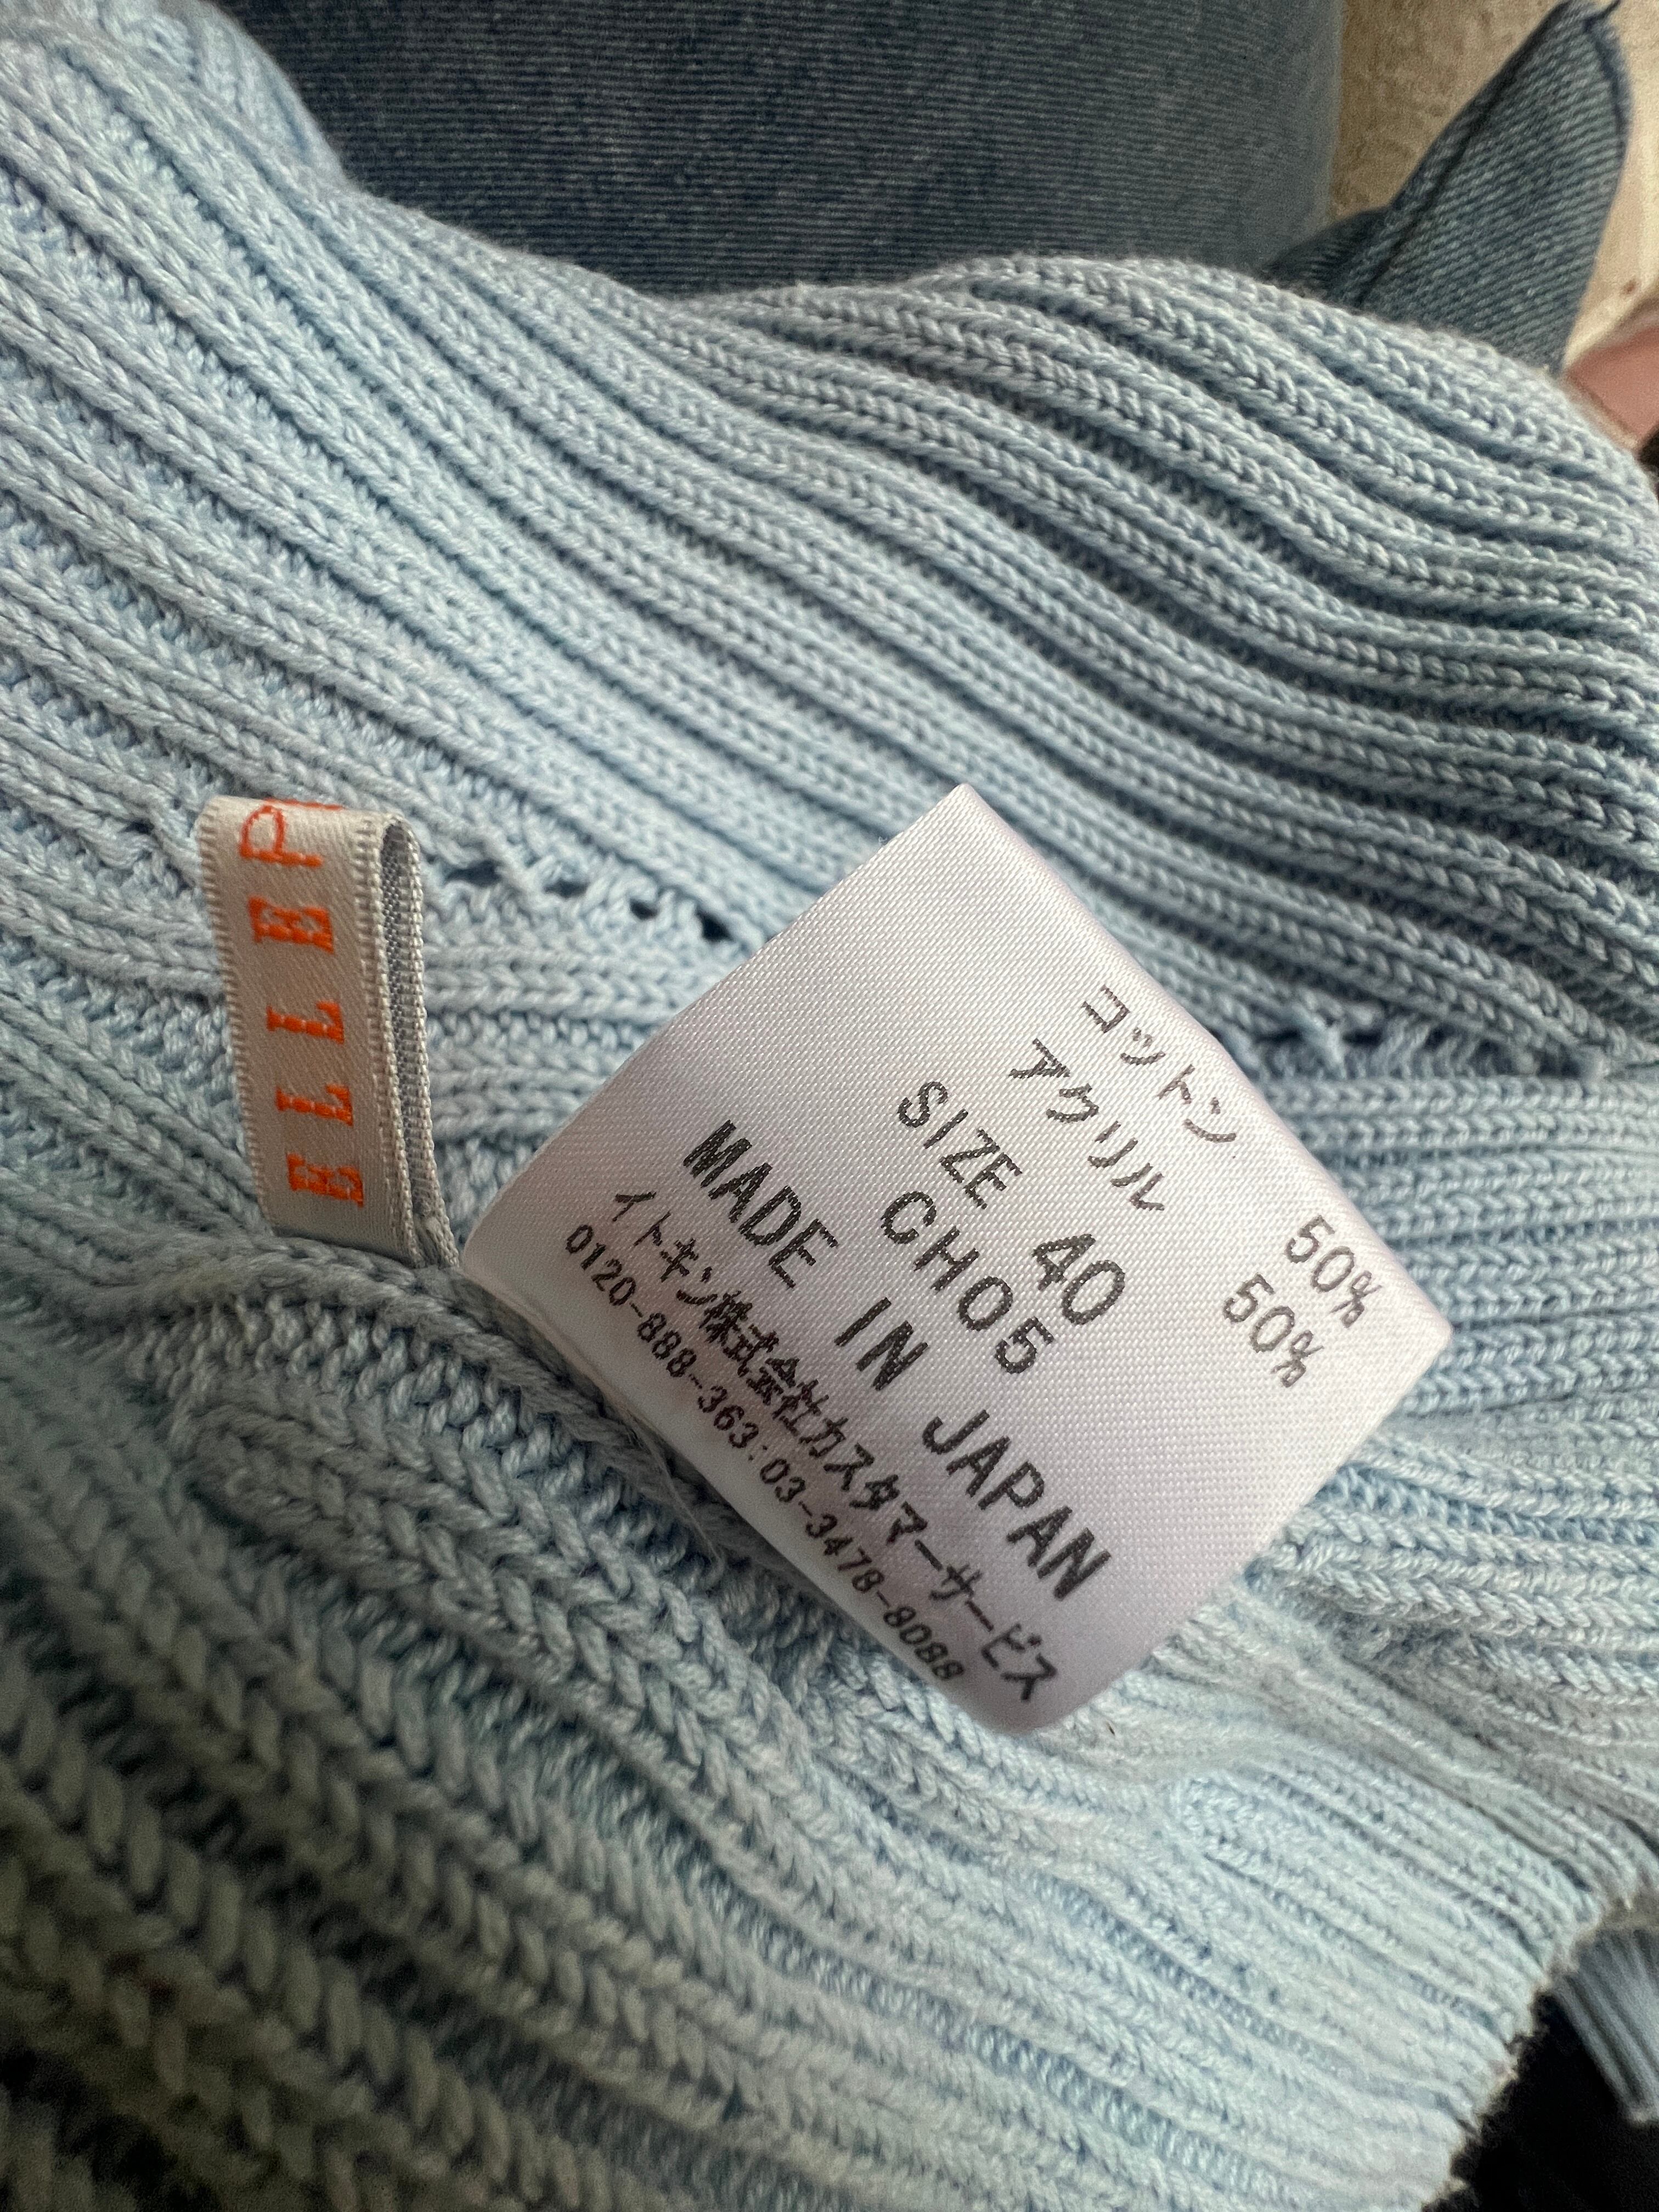 ELLE P
コットン 50%
アクリル 50%
SIZE 40
CH05
MADE IN JAPAN
イトキン株式会社カスタマーサービス
0120-888-363:03-3478-8088